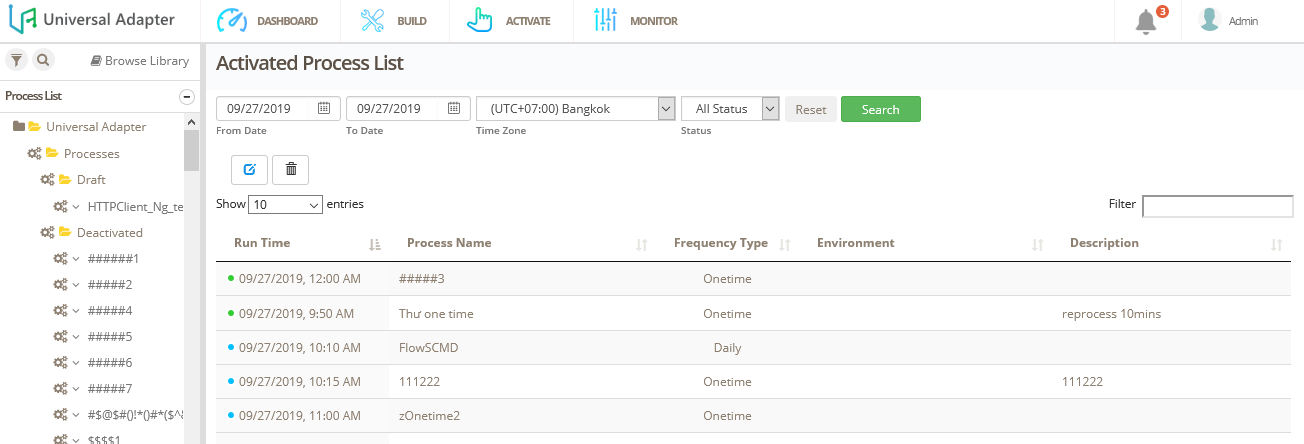 Universal Adapter
DASHBOARD
BUILD
ACTIVATE
MONITOR
3
Admin
Browse Library
Process List
Universal Adapter
Processes
Draft
HTTPClient_Ng_te
Deactivated
######1
#####2
#####4
#####5
#####6
#####7
#$@$#()!*()#*($^&
$$$$1
Activated Process List
09/27/2019
09/27/2019
(UTC+07:00) Bangkok
All Status
Reset
Search
From Date
To Date
Time Zone
Status
Show 10 entries
Filter
Run Time Process Name Frequency Type Environment Description
09/27/2019, 12:00 AM #####3 Onetime
09/27/2019, 9:50 AM Thư one time Onetime reprocess 10mins
09/27/2019, 10:10 AM FlowSCMD Daily
09/27/2019, 10:15 AM 111222 Onetime 111222
09/27/2019, 11:00 AM zOnetime2 Onetime